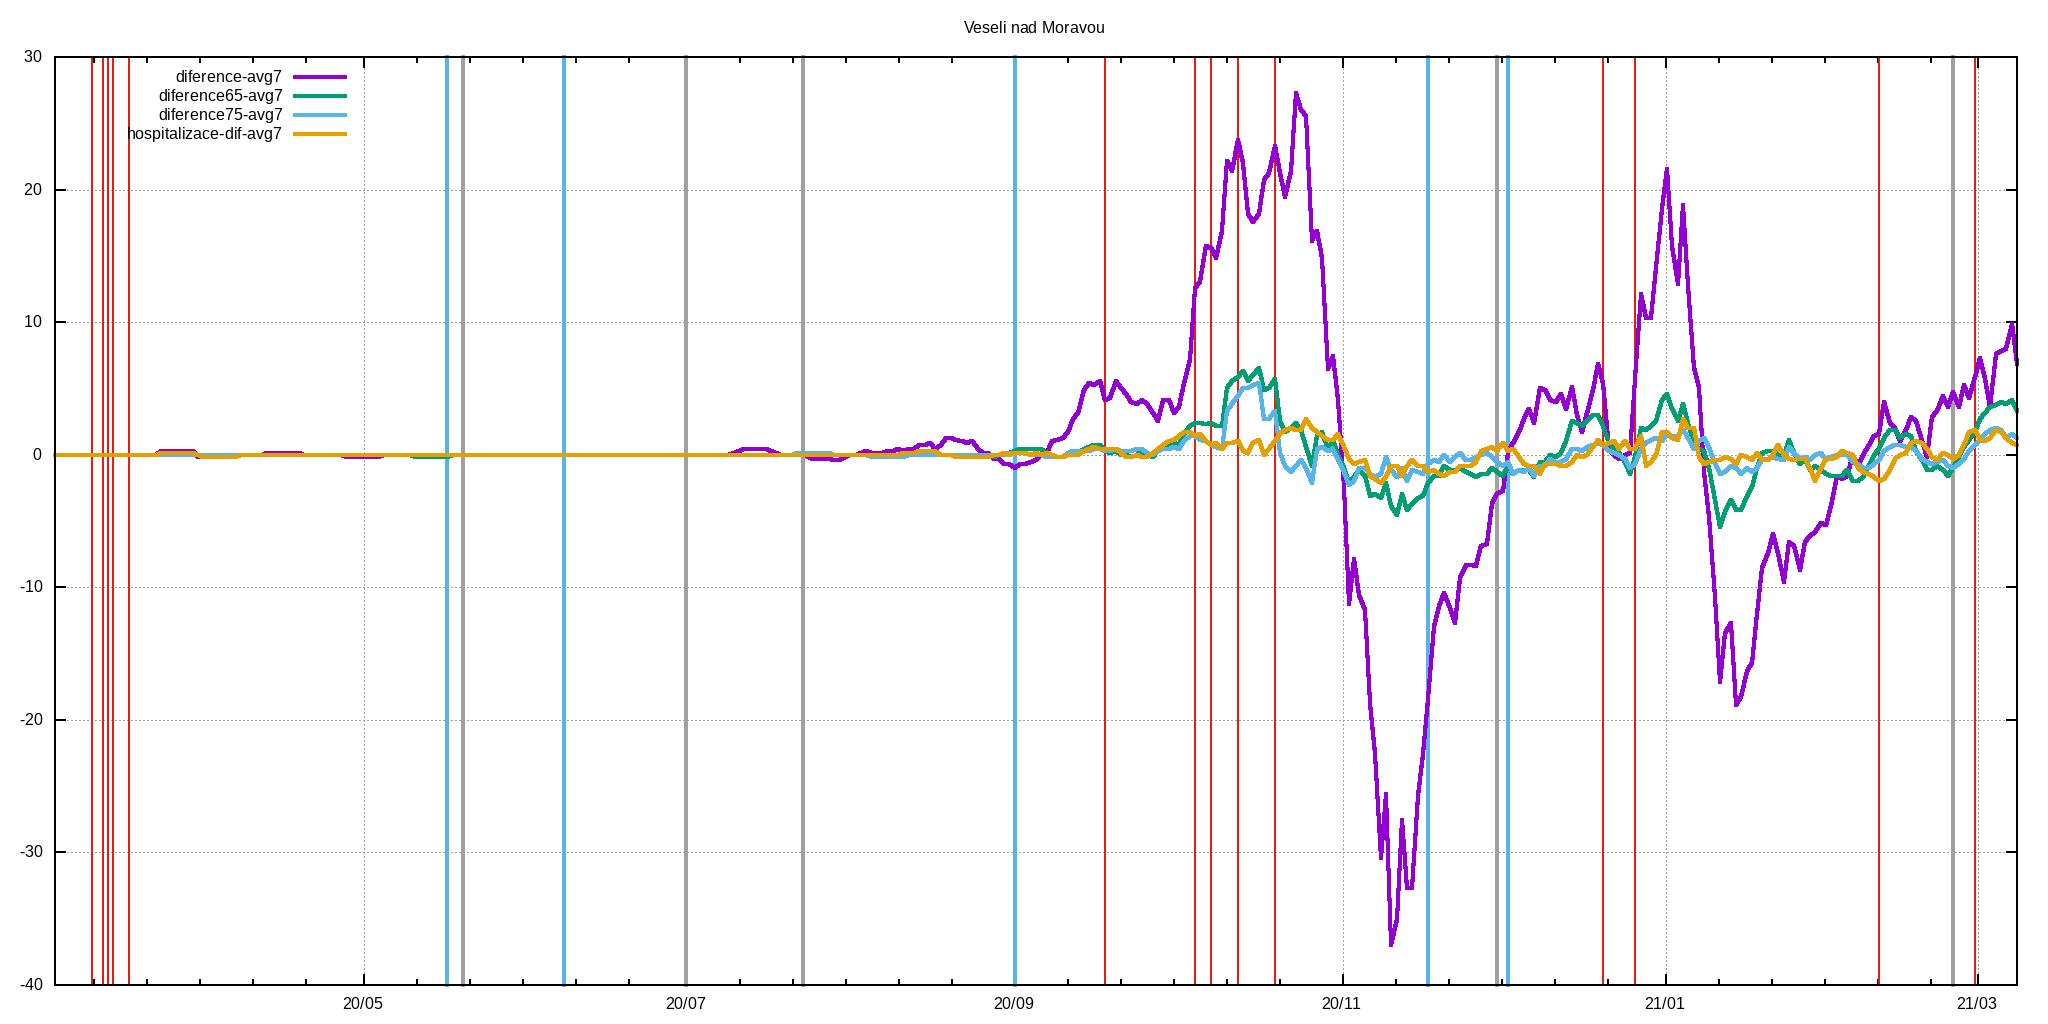 Veseli nad Moravou
diference-avg7
diference65-avg7
diference75-avg7
hospitalizace-dif-avg7
30
20
10
0
-10
-20
-30
-40
20/05 20/07 20/09 20/11 21/01 21/03